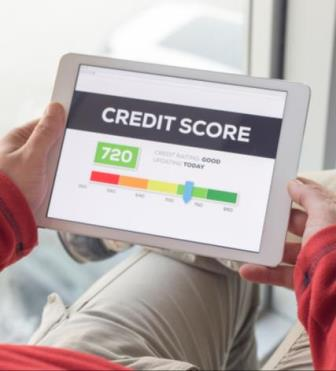 CREDIT SCORE
720
CREDIT RATING: GOOD
UPDATING TODAY